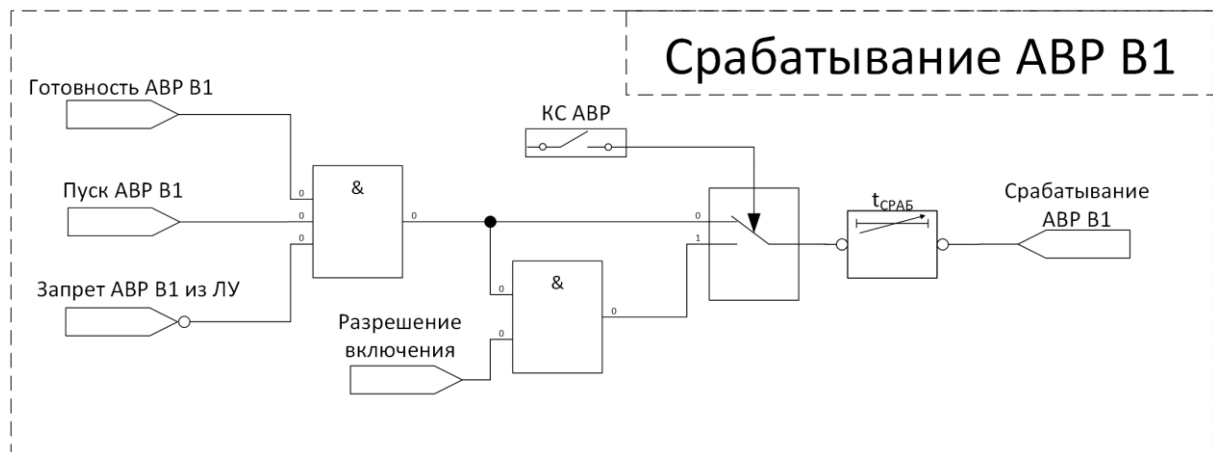 Срабатывание АВР В1
Готовность АВР В1
КС АВР
0
&
Пуск АВР В1
0
0
0
Запрет АВР В1 из ЛУ
0
1
tСРАБ
Срабатывание
АВР В1
&
0
0
0
Разрешение
включения